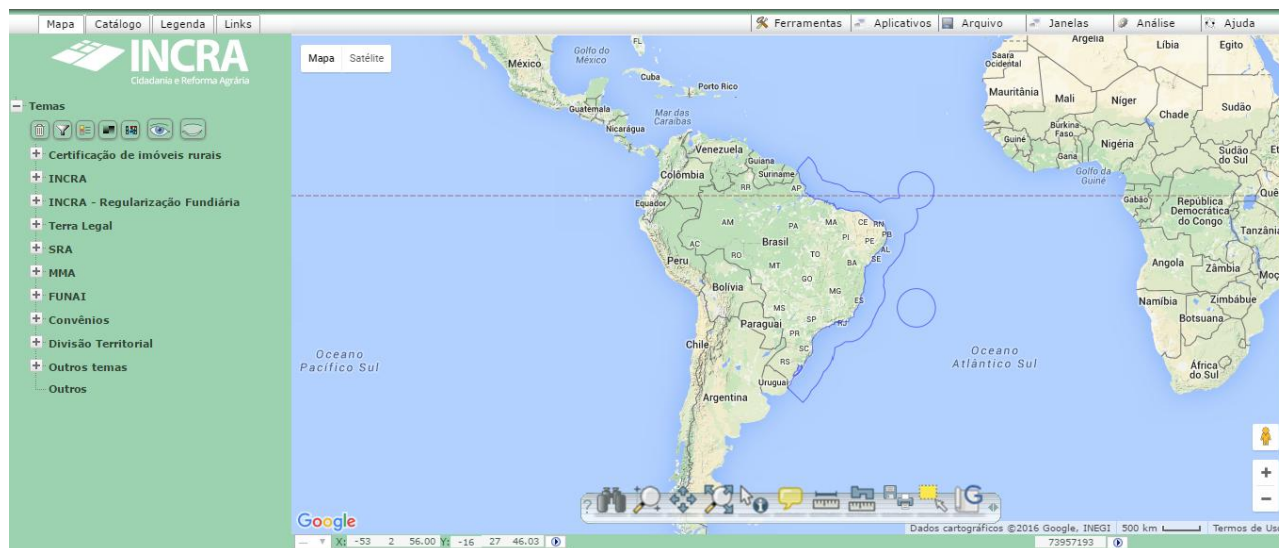 Mapa Catálogo Legenda Links
Ferramentas Aplicativos Arquivo Janelas Análise Ajuda
INCRA
Cidadania e Reforma Agrária
Temas
Certificação de imóveis rurais
INCRA
INCRA - Regularização Fundiária
Terra Legal
SRA
MMA
FUNAI
Convênios
Divisão Territorial
Outros temas
Outros
Mapa Satélite
FL
Golfo do
México
México
Cuba
Porto Rico
Guatemala
Mar das
Caraíbas
Nicarágua
Venezuela
Guiana
Suriname
Colômbia
RR
AP
Equador
AM
PA
MA
CE
RN
PB
PI
PE
AL
SE
AC
Brasil
TO
RO
BA
Peru
MT
GO
Bolívia
MG
ES
MS
SP
RJ
Paraguai
PR
SC
Chile
RS
Uruguai
Argentina
Oceano
Pacífico Sul
Oceano
Atlântico Sul
Argélia
Líbia
Egito
Saara
Ocidental
Mauritânia
Mali
Níger
Chade
Sudão
Burkina
Faso
Guiné
Nigéria
Gana
Sudão
do Sul
Et
Golfo da
Guiné
Gabão
República
Democrática
do Congo
Quê
Tanzânia
Angola
Zâmbia
Moç
Namíbia
Zimbábue
Botsuana
África
do Sul
+
−
? i G
Google
Dados cartográficos ©2016 Google, INEGI 500 km Termos de Uso
X: -53 2 56.00 Y: -16 27 46.03
73957193